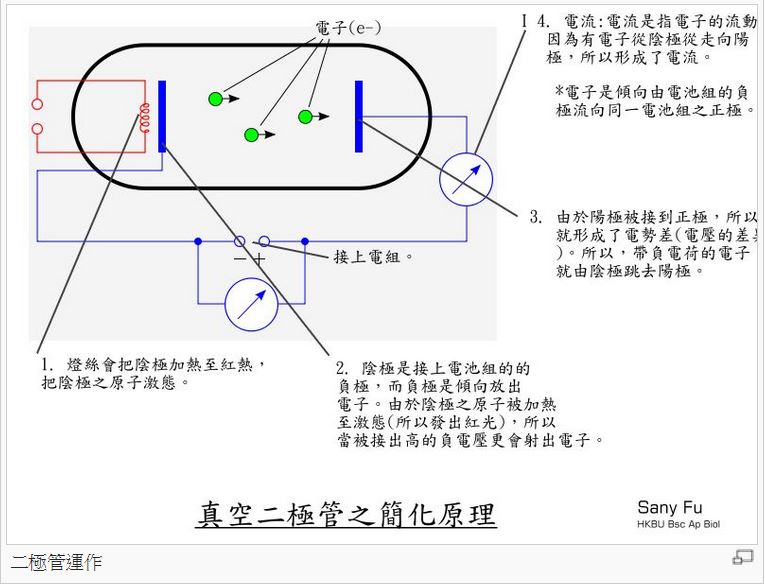 電子(e-)
I 4. 電流:電流是指電子的流動
因為有電子從陰極從走向陽
極，所以形成了電流。
*電子是傾向由電池組的負
極流向同一電池組之正極。
3. 由於陽極被接到正極，所以
就形成了電勢差(電壓的差異
)。所以，帶負電荷的電子
就由陰極跳去陽極。
— +
接上電組。
1. 燈絲會把陰極加熱至紅熱，
把陰極之原子激態。
2. 陰極是接上電池組的的
負極，而負極是傾向放出
電子。由於陰極之原子被加熱
至激態(所以發出紅光)，所以
當被接出高的負電壓更會射出電子。
真空二極管之簡化原理
Sany Fu
HKBU Bsc Ap Biol
二極管運作